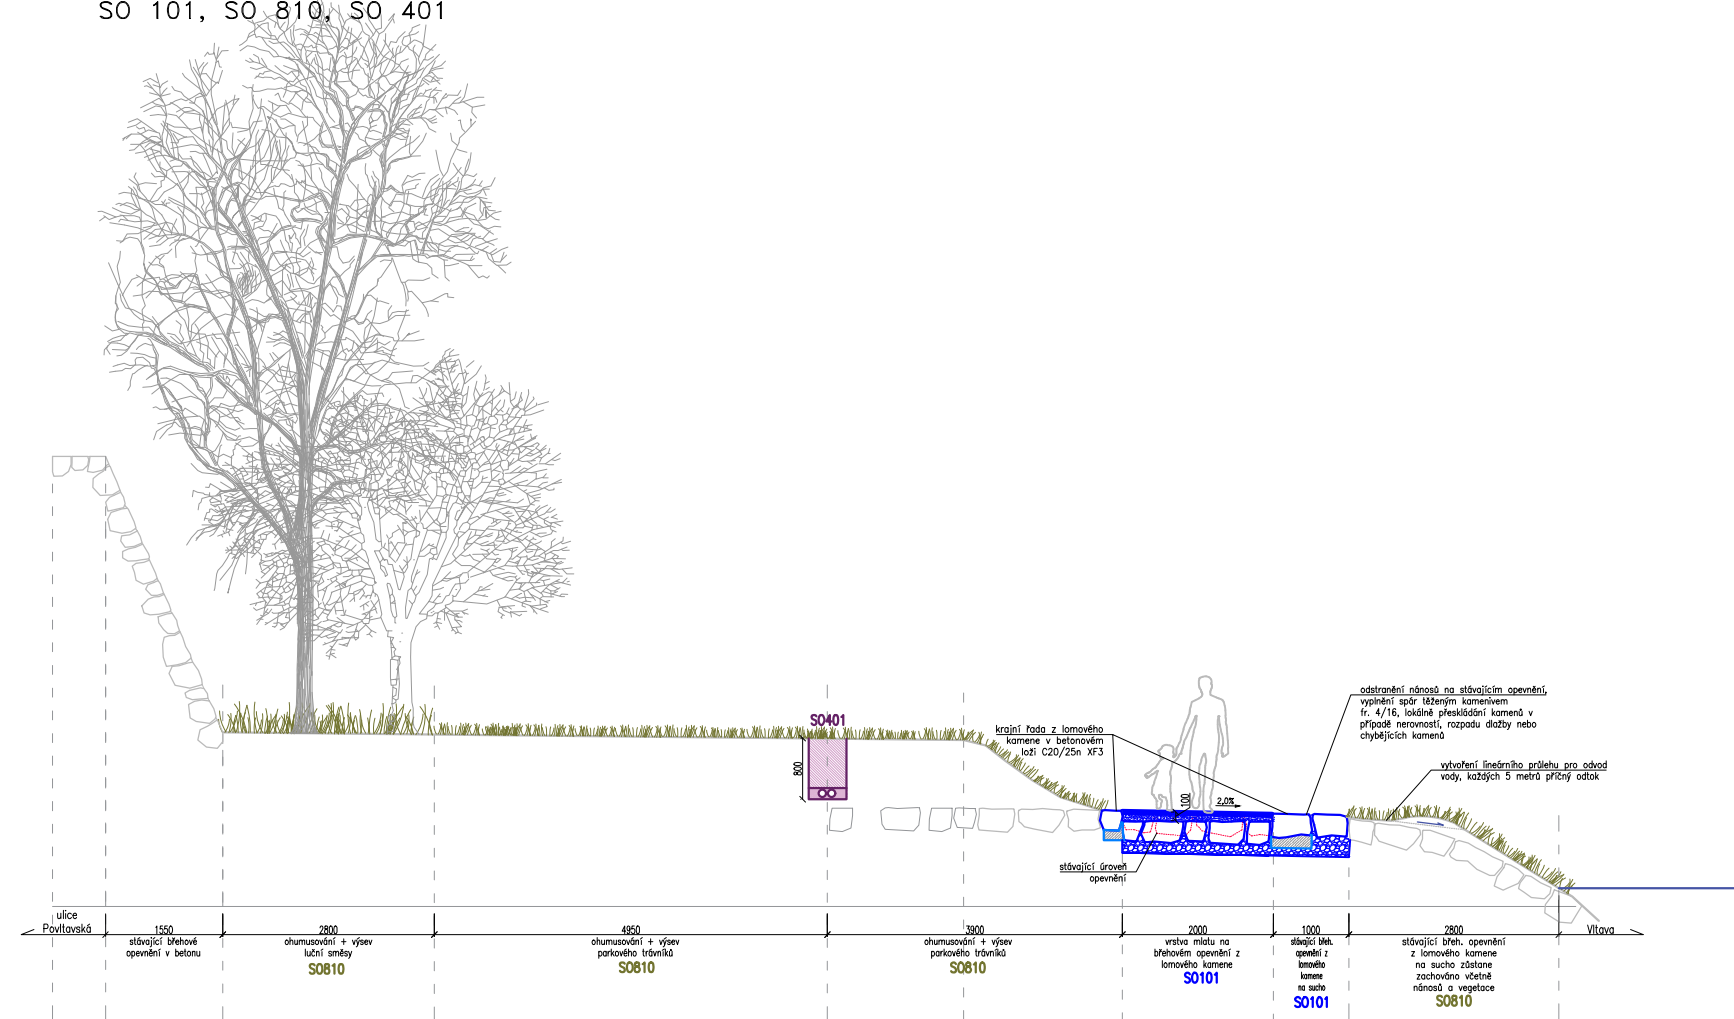 SO 101, SO 810, SO 401
odstranění nánosů na stávajícím opevnění,
vyplnění spár těženým kamenivem
fr. 4/16, lokálně přeskládání kamenů v
případě nerovností, rozpadu dlažby nebo
chybějících kamenů
SO401
krajní řada z lomového
kamene v betonovém
loži C20/25n XF3
800
vytvoření lineárního průlehu pro odvod
vody, každých 5 metrů příčný odtok
100
2,0%
stávající úroveň
opevnění
ulice
Povltavská
1550
stávající břehové
opevnění v betonu
2800
ohumusování + výsev
luční směsy
SO810
4950
ohumusování + výsev
parkového trávníků
SO810
3900
ohumusování + výsev
parkového trávníků
SO810
2000
vrstva mlatu na
břehovém opevnění z
lomového kamene
SO101
1000
stávající břeh.
opevnění z
lomového
kamene
na sucho
SO101
2800
stávající břeh. opevnění
z lomového kamene
na sucho zůstane
zachováno včetně
nánosů a vegetace
SO810
Vltava